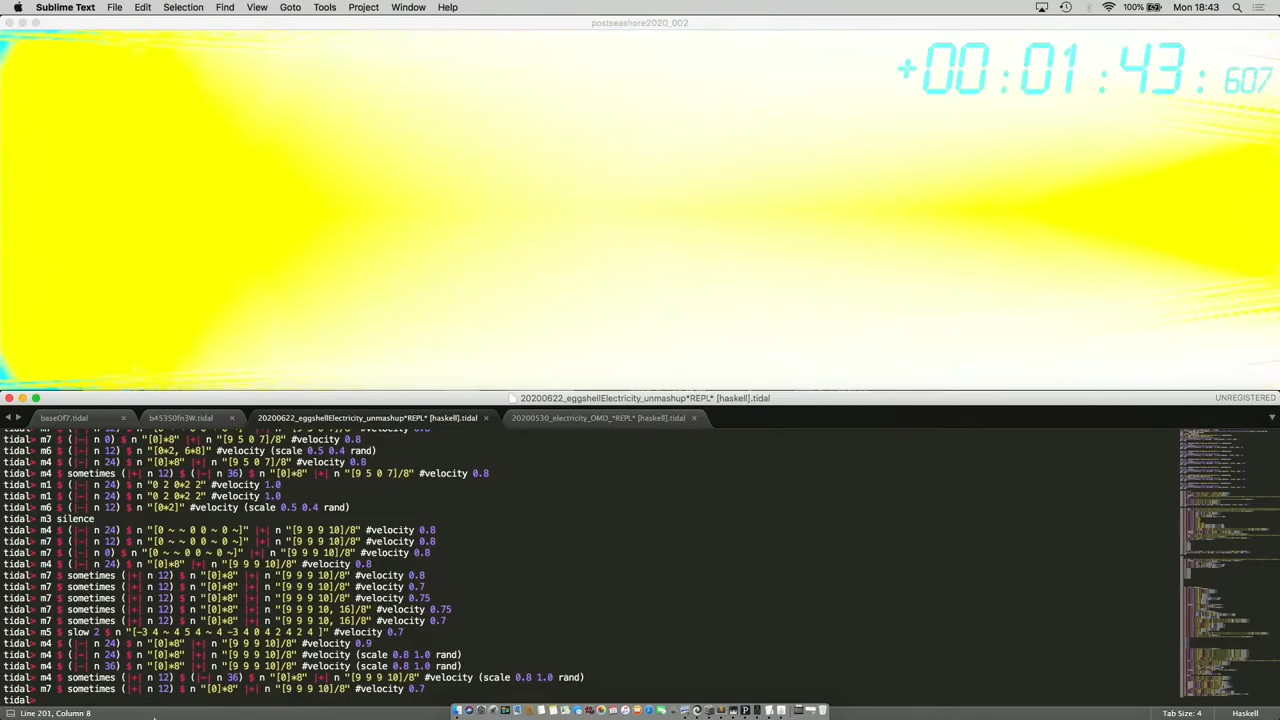 Sublime Text File Edit Selection Find View Goto Tools Project Window Help 100% Mon 18:43
postseashore2020_002
+00:01:43:607
20200622_eggshellElectricity_unmashup*REPL* [haskell].tidal UNREGISTERED
baseOf7.tidal b45350fn3W.tidal 20200622_eggshellElectricity_unmashup*REPL* [haskell].tidal 20200530_electricity_OMD_*REPL* [haskell].tidal
tidal> m7 $ (|-| n 0) $ n "[0]*8" |+| n "[9 5 0 7]/8" #velocity 0.8
tidal> m6 $ (|-| n 12) $ n "[0*2, 6*8]" #velocity (scale 0.5 0.4 rand)
tidal> m4 $ (|-| n 24) $ n "[0]*8" |+| n "[9 5 0 7]/8" #velocity 0.8
tidal> m7 $ sometimes (|+| n 12) $ (|-| n 36) $ n "[0]*8" |+| n "[9 5 0 7]/8" #velocity 0.8
tidal> m1 $ (|-| n 24) $ n "0 2 0*2 2" #velocity 1.0
tidal> m1 $ (|-| n 24) $ n "0 2 0*2 2" #velocity 1.0
tidal> m6 $ (|-| n 12) $ n "[0*2]" #velocity (scale 0.5 0.4 rand)
tidal> m3 silence
tidal> m4 $ (|-| n 24) $ n "[0 ~ ~ 0 0 ~ 0 ~]" |+| n "[9 9 9 10]/8" #velocity 0.8
tidal> m7 $ (|-| n 12) $ n "[0 ~ ~ 0 0 ~ 0 ~]" |+| n "[9 9 9 10]/8" #velocity 0.8
tidal> m7 $ (|-| n 0) $ n "[0 ~ ~ 0 0 ~ 0 ~]" |+| n "[9 9 9 10]/8" #velocity 0.8
tidal> m4 $ (|-| n 24) $ n "[0]*8" |+| n "[9 9 9 10]/8" #velocity 0.8
tidal> m7 $ sometimes (|+| n 12) $ n "[0]*8" |+| n "[9 9 9 10]/8" #velocity 0.8
tidal> m7 $ sometimes (|+| n 12) $ n "[0]*8" |+| n "[9 9 9 10]/8" #velocity 0.7
tidal> m7 $ sometimes (|+| n 12) $ n "[0]*8" |+| n "[9 9 9 10]/8" #velocity 0.75
tidal> m7 $ sometimes (|+| n 12) $ n "[0]*8" |+| n "[9 9 9 10, 16]/8" #velocity 0.75
tidal> m7 $ sometimes (|+| n 12) $ n "[0]*8" |+| n "[9 9 9 10, 16]/8" #velocity 0.7
tidal> m5 $ slow 2 $ n "[-3 4 ~ 4 5 4 ~ 4 -3 4 0 4 2 4 2 4 ]" #velocity 0.7
tidal> m4 $ (|-| n 24) $ n "[0]*8" |+| n "[9 9 9 10]/8" #velocity 0.9
tidal> m4 $ (|-| n 24) $ n "[0]*8" |+| n "[9 9 9 10]/8" #velocity (scale 0.8 1.0 rand)
tidal> m4 $ (|-| n 36) $ n "[0]*8" |+| n "[9 9 9 10]/8" #velocity (scale 0.8 1.0 rand)
tidal> m4 $ sometimes (|+| n 12) $ (|-| n 36) $ n "[0]*8" |+| n "[9 9 9 10]/8" #velocity (scale 0.8 1.0 rand)
tidal> m7 $ sometimes (|+| n 12) $ n "[0]*8" |+| n "[9 9 9 10]/8" #velocity 0.7
tidal>
Line 201, Column 8 Tab Size: 4 Haskell